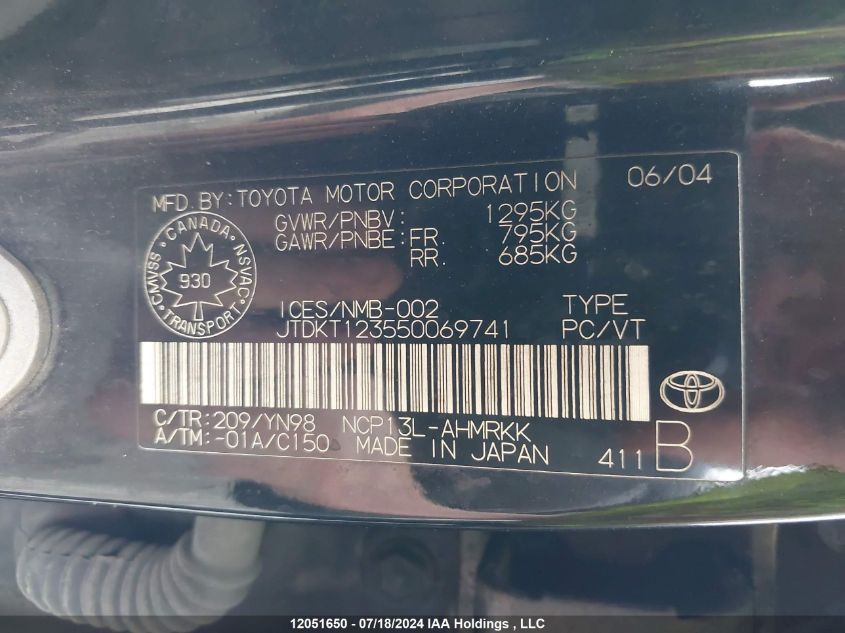 MFD. BY: TOYOTA MOTOR CORPORATION 06/04
GVWR/PNBV: 1295KG
GAWR/PNBE: FR. 795KG
RR. 685KG
CANADA
CMVSS 930 NSVAC
TRANSPORT
ICES/NMB-002 TYPE
JTDKT123550069741 PC/VT
C/TR: 209/YN98 NCP13L-AHMRKK
A/TM: -01A/C150 MADE IN JAPAN 411 B
12051650 - 07/18/2024 IAA Holdings , LLC